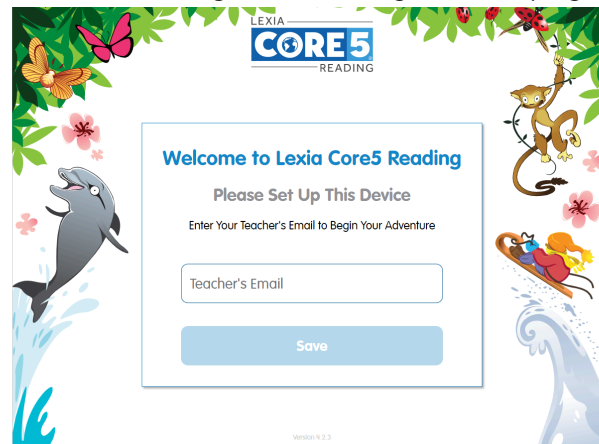 LEXIA
CORE5
READING
Welcome to Lexia Core5 Reading
Please Set Up This Device
Enter Your Teacher's Email to Begin Your Adventure
Teacher's Email
Save
Version 4.2.3